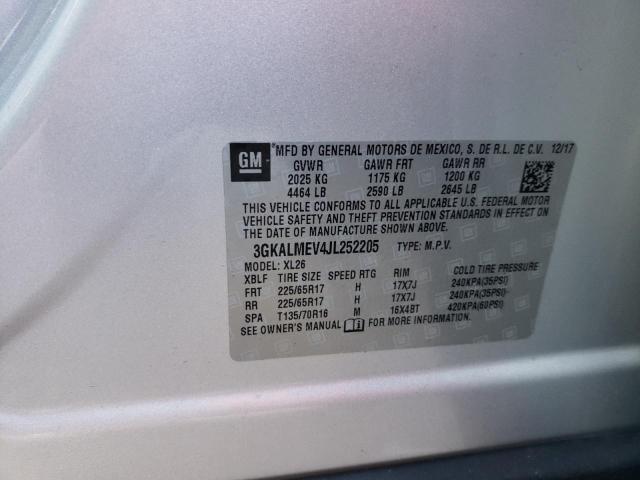 GM *MFD BY GENERAL MOTORS DE MEXICO, S. DE R.L. DE C.V. 12/17
GVWR GAWR FRT GAWR RR
2025 KG 1175 KG 1200 KG
4464 LB 2590 LB 2645 LB
THIS VEHICLE CONFORMS TO ALL APPLICABLE U.S. FEDERAL MOTOR
VEHICLE SAFETY AND THEFT PREVENTION STANDARDS IN EFFECT ON
THE DATE OF MANUFACTURE SHOWN ABOVE.
3GKALMEV4JL252205 TYPE: M.P.V.
MODEL: XL26
XBLF TIRE SIZE SPEED RTG RIM COLD TIRE PRESSURE
FRT 225/65R17 H 17X7J 240KPA(35PSI)
RR 225/65R17 H 17X7J 240KPA(35PSI)
SPA T135/70R16 M 16X4BT 420KPA(60PSI)
SEE OWNER'S MANUAL FOR MORE INFORMATION.